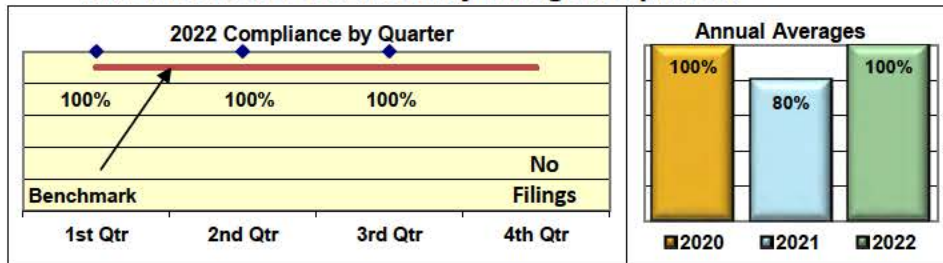 2022 Compliance by Quarter
100% 100% 100%
No
Benchmark Filings
1st Qtr 2nd Qtr 3rd Qtr 4th Qtr
Annual Averages
100% 80% 100%
2020 2021 2022